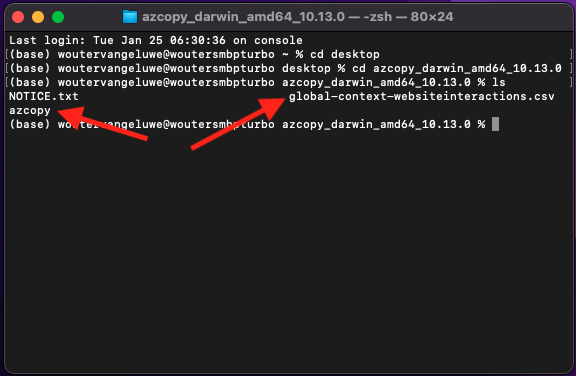 azcopy_darwin_amd64_10.13.0 — -zsh — 80×24
Last login: Tue Jan 25 06:30:36 on console
[(base) woutervangeluwe@woutersmbpturbo ~ % cd desktop ]
[(base) woutervangeluwe@woutersmbpturbo desktop % cd azcopy_darwin_amd64_10.13.0 ]
[(base) woutervangeluwe@woutersmbpturbo azcopy_darwin_amd64_10.13.0 % ls ]
NOTICE.txt global-context-websiteinteractions.csv
azcopy
(base) woutervangeluwe@woutersmbpturbo azcopy_darwin_amd64_10.13.0 %